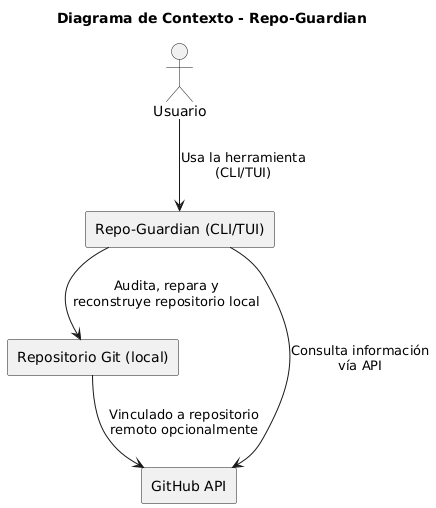 Diagrama de Contexto - Repo-Guardian
Usuario
Usa la herramienta
(CLI/TUI)
Repo-Guardian (CLI/TUI)
Audita, repara y
reconstruye repositorio local
Consulta información
vía API
Repositorio Git (local)
Vinculado a repositorio
remoto opcionalmente
GitHub API